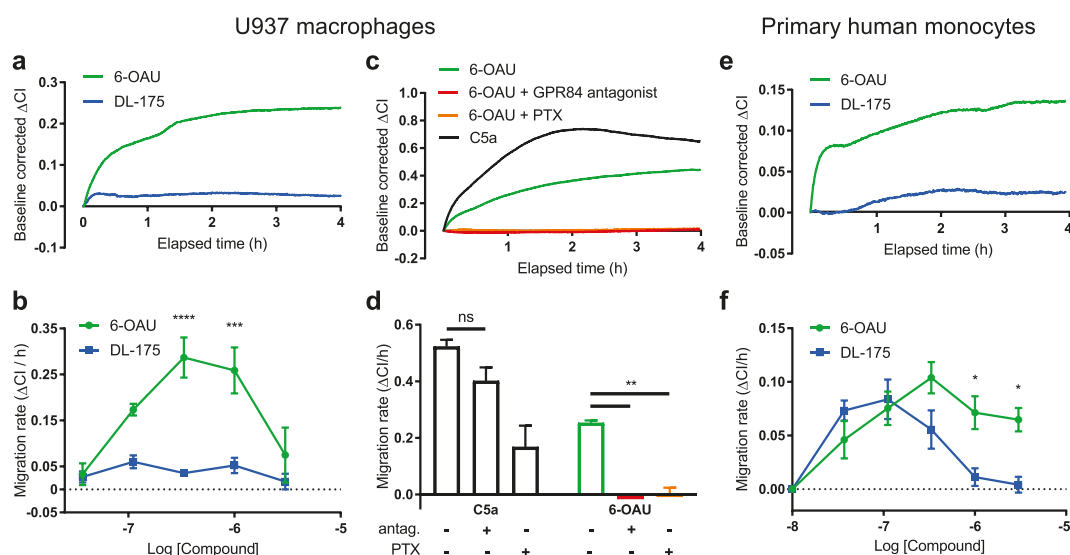 U937 macrophages
Primary human monocytes
a
6-OAU
DL-175
Baseline corrected ΔCI
0.3
0.2
0.1
0.0
-0.1
0
1
2
3
4
Elapsed time (h)
c
6-OAU
6-OAU + GPR84 antagonist
6-OAU + PTX
C5a
Baseline corrected ΔCI
1.0
0.8
0.6
0.4
0.2
0.0
-0.2
1
2
3
4
Elapsed time (h)
e
6-OAU
DL-175
Baseline corrected ΔCI
0.15
0.10
0.05
0.00
-0.05
1
2
3
4
Elapsed time (h)
b
6-OAU
DL-175
**** ***
Migration rate (ΔCI / h)
0.35
0.25
0.15
0.05
0
-0.05
-7
-6
-5
Log [Compound]
d
ns
**
Migration rate (ΔCI/h)
0.6
0.4
0.2
0.0
C5a
6-OAU
antag. - + - - + -
PTX - - + - - +
f
6-OAU
DL-175
* *
Migration rate (ΔCI/h)
0.15
0.10
0.05
0.00
-8
-7
-6
-5
Log [Compound]